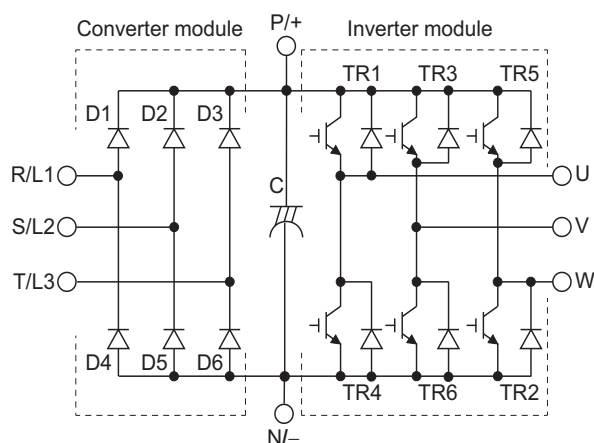 Converter module
P/+
Inverter module
D1
D2
D3
TR1
TR3
TR5
R/L1
C
U
S/L2
V
T/L3
W
D4
D5
D6
TR4
TR6
TR2
N/−